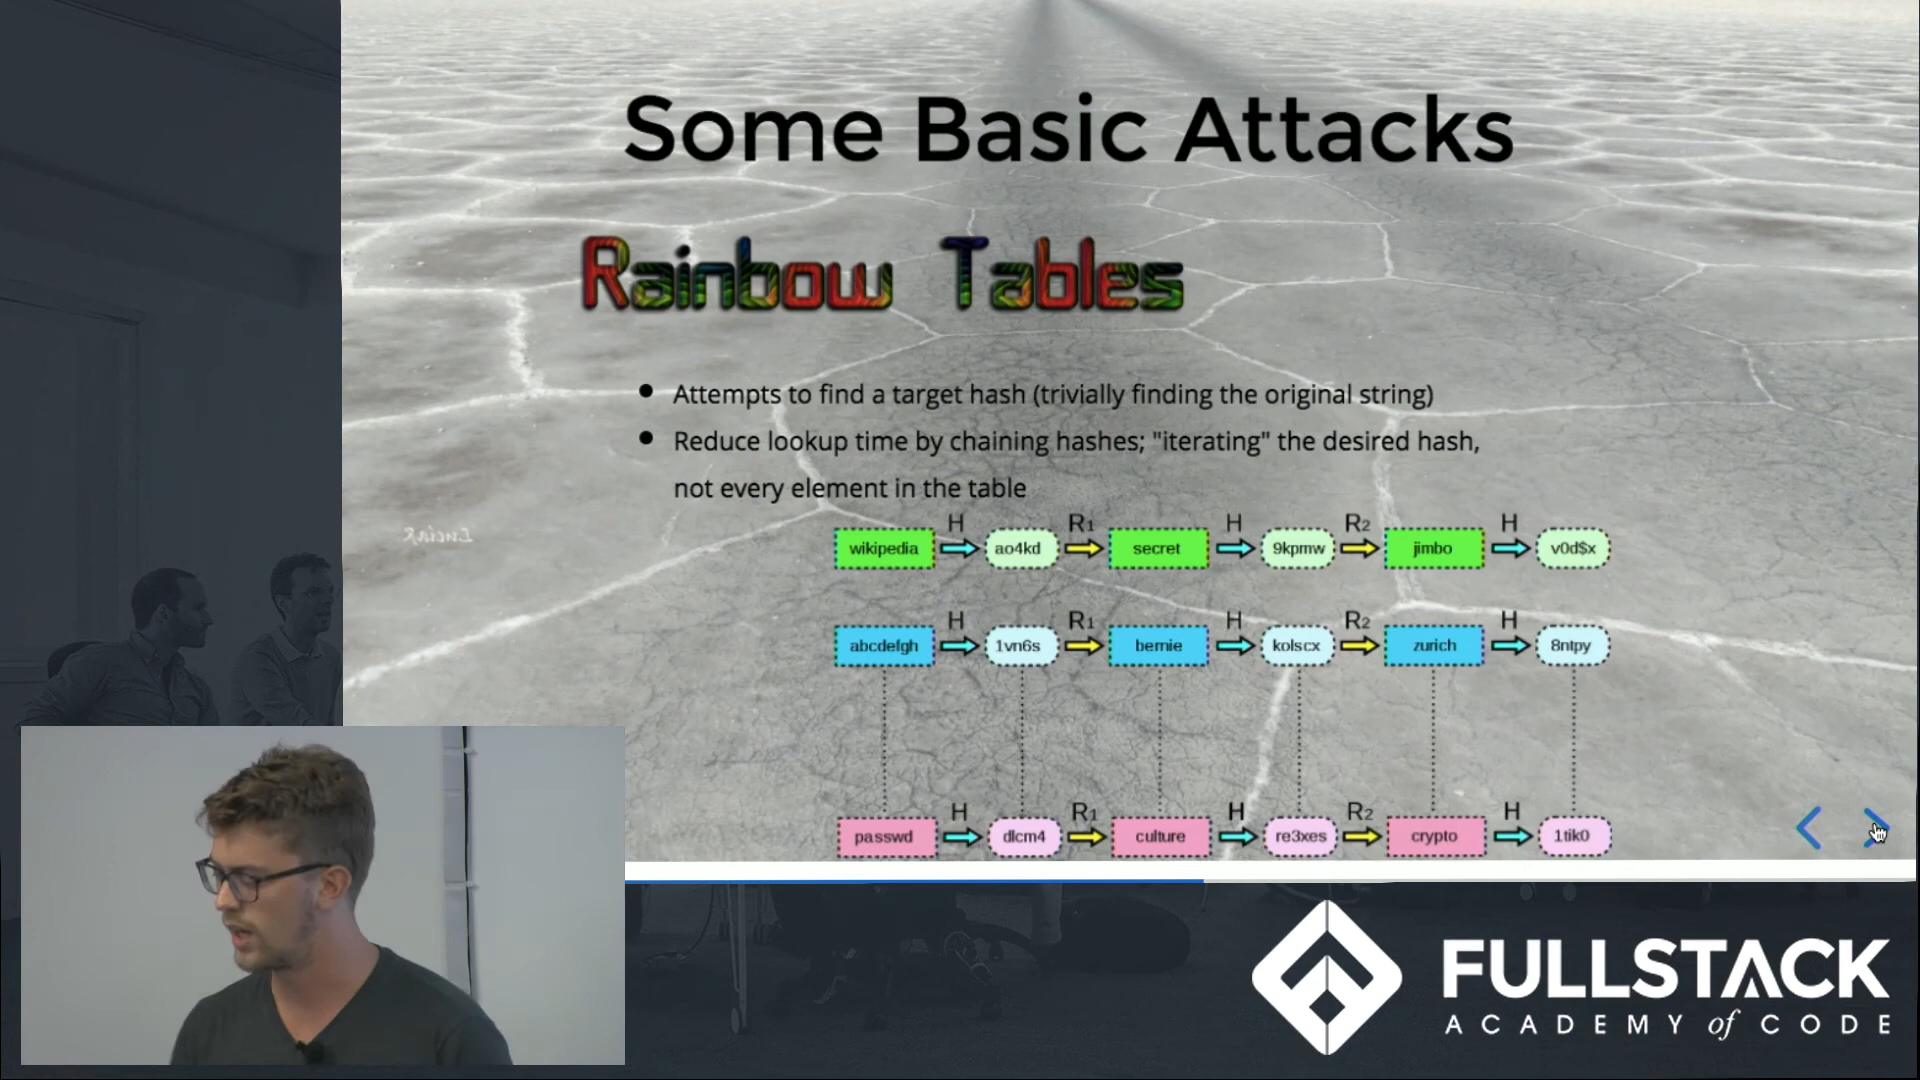 Some Basic Attacks
Rainbow Tables
Attempts to find a target hash (trivially finding the original string)
Reduce lookup time by chaining hashes; "iterating" the desired hash,
not every element in the table
H R1 H R2 H
wikipedia ao4kd secret 9kpmw jimbo v0d$x
H R1 H R2 H
abcdefgh 1vn6s bernie kolscx zurich 8ntpy
H R1 H R2 H
passwd dlcm4 culture re3xes crypto 1tik0
FULLSTACK
ACADEMY of CODE